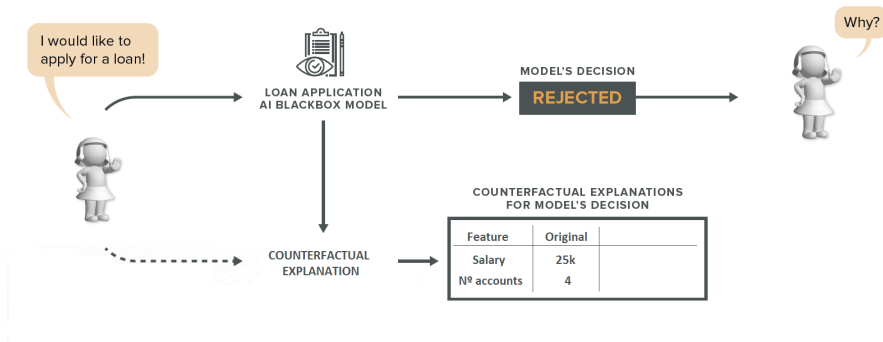 I would like to
apply for a loan!
LOAN APPLICATION
AI BLACKBOX MODEL
MODEL'S DECISION
REJECTED
Why?
COUNTERFACTUAL
EXPLANATION
COUNTERFACTUAL EXPLANATIONS
FOR MODEL'S DECISION
Feature Original
Salary 25k
Nº accounts 4